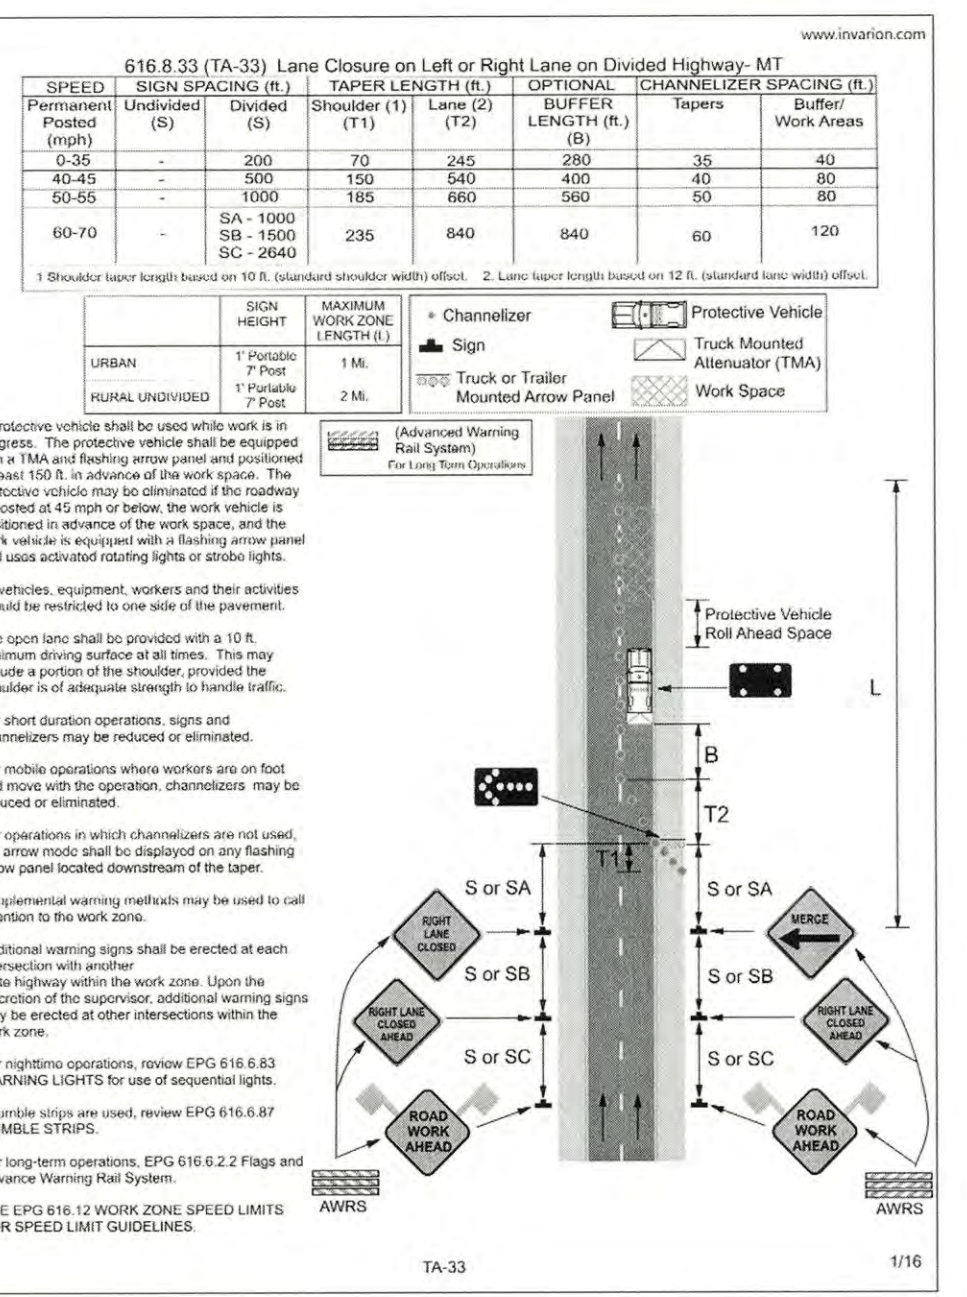 www.invarion.com
616.8.33 (TA-33) Lane Closure on Left or Right Lane on Divided Highway- MT
SPEED SIGN SPACING (ft.) TAPER LENGTH (ft.) OPTIONAL CHANNELIZER SPACING (ft.)
Permanent Posted (mph) Undivided (S) Divided (S) Shoulder (1) (T1) Lane (2) (T2) BUFFER LENGTH (ft.) (B) Tapers Buffer/ Work Areas
0-35 - 200 70 245 280 35 40
40-45 - 500 150 540 400 40 80
50-55 - 1000 185 660 560 50 80
60-70 - SA - 1000 SB - 1500 SC - 2640 235 840 840 60 120
1 Shoulder taper length based on 10 ft. (standard shoulder width) offset. 2. Lane taper length based on 12 ft. (standard lane width) offset.
SIGN HEIGHT MAXIMUM WORK ZONE LENGTH (L)
URBAN 1' Portable 7' Post 1 Mi.
RURAL UNDIVIDED 1' Portable 7' Post 2 Mi.
Channelizer
Sign
Truck or Trailer
Mounted Arrow Panel
Protective Vehicle
Truck Mounted
Attenuator (TMA)
Work Space
(Advanced Warning
Rail System)
For Long Term Operations
rotective vehicle shall be used while work is in
gress. The protective vehicle shall be equipped
a TMA and flashing arrow panel and positioned
east 150 ft. in advance of the work space. The
tective vehicle may be eliminated if the roadway
osted at 45 mph or below, the work vehicle is
itioned in advance of the work space, and the
k vehicle is equipped with a flashing arrow panel
uses activated rotating lights or strobe lights.
vehicles, equipment, workers and their activities
uld be restricted to one side of the pavement.
e open lane shall be provided with a 10 ft.
imum driving surface at all times. This may
ude a portion of the shoulder, provided the
oulder is of adequate strength to handle traffic.
short duration operations, signs and
nnelizers may be reduced or eliminated.
mobile operations where workers are on foot
d move with the operation, channelizers may be
uced or eliminated.
operations in which channelizers are not used,
arrow mode shall be displayed on any flashing
ow panel located downstream of the taper.
pplemental warning methods may be used to call
ention to the work zone.
ditional warning signs shall be erected at each
ersection with another
te highway within the work zone. Upon the
cretion of the supervisor, additional warning signs
y be erected at other intersections within the
rk zone.
r nighttime operations, review EPG 616.6.83
ARNING LIGHTS for use of sequential lights.
umble strips are used, review EPG 616.6.87
MBLE STRIPS.
r long-term operations, EPG 616.6.2.2 Flags and
vance Warning Rail System.
E EPG 616.12 WORK ZONE SPEED LIMITS
R SPEED LIMIT GUIDELINES.
Protective Vehicle
Roll Ahead Space
L
B
T2
T1
S or SA
S or SA
RIGHT
LANE
CLOSED
MERGE
S or SB
S or SB
RIGHT LANE
CLOSED
AHEAD
RIGHT LANE
CLOSED
AHEAD
S or SC
S or SC
ROAD
WORK
AHEAD
ROAD
WORK
AHEAD
AWRS
AWRS
TA-33
1/16